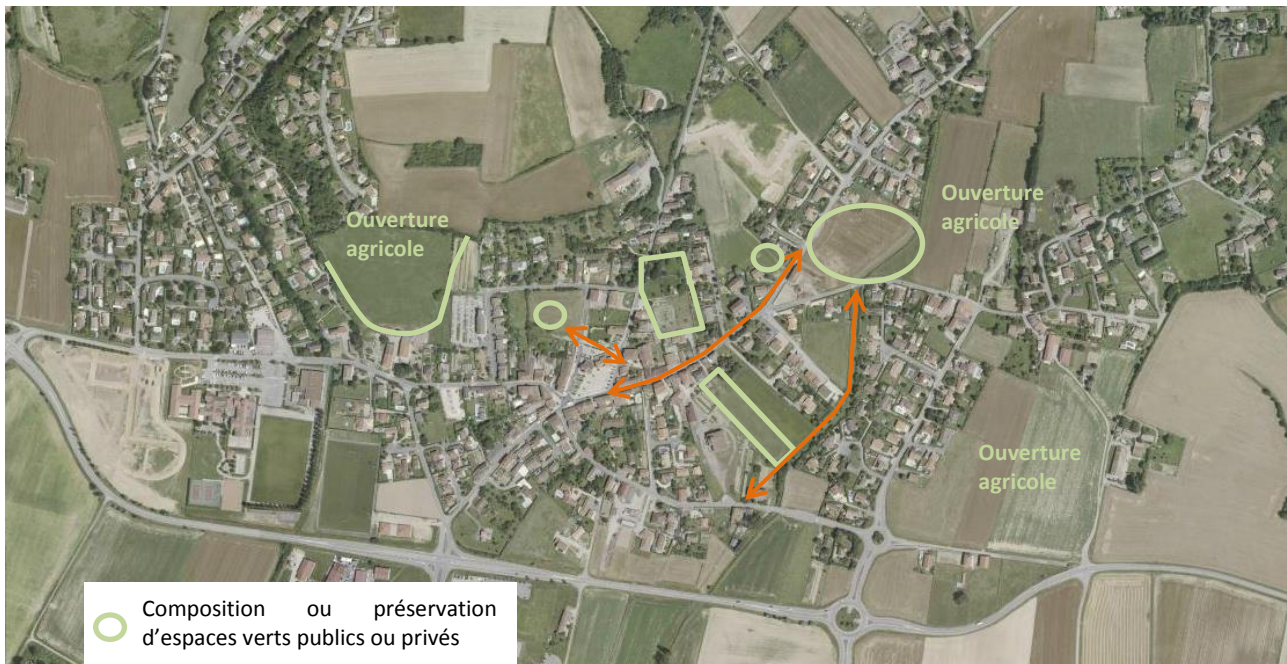 Ouverture
agricole
Ouverture
agricole
Ouverture
agricole
Composition ou préservation
d’espaces verts publics ou privés